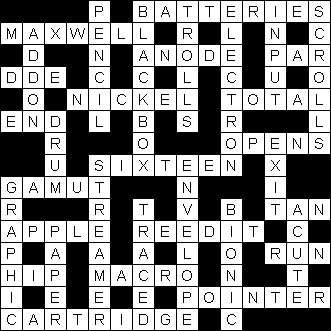 P BATTERIES
MAXWELL R L N C
D N ANODE PAR
DDE C C L C U O
O NICKEL TOTAL
END L B S R L
R O OPENS
U SIXTEEN X
GAMUT N I
R R T V B TAN
APPLE REEDIT C
P A A A L O RUN
HIP MACRO N T
I E E E POINTER
CARTRIDGE C